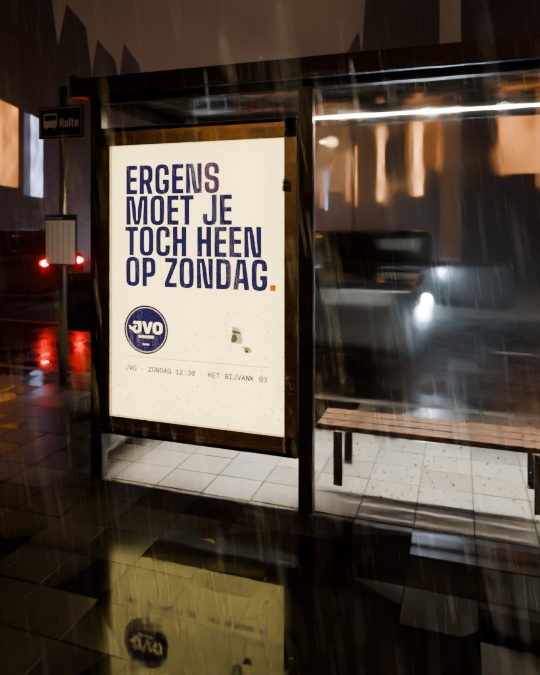 Halte
ERGENS
MOET JE
TOCH HEEN
OP ZONDAG.
JVO
JVO · ZONDAG 12:30 - HET BIJVANK 93